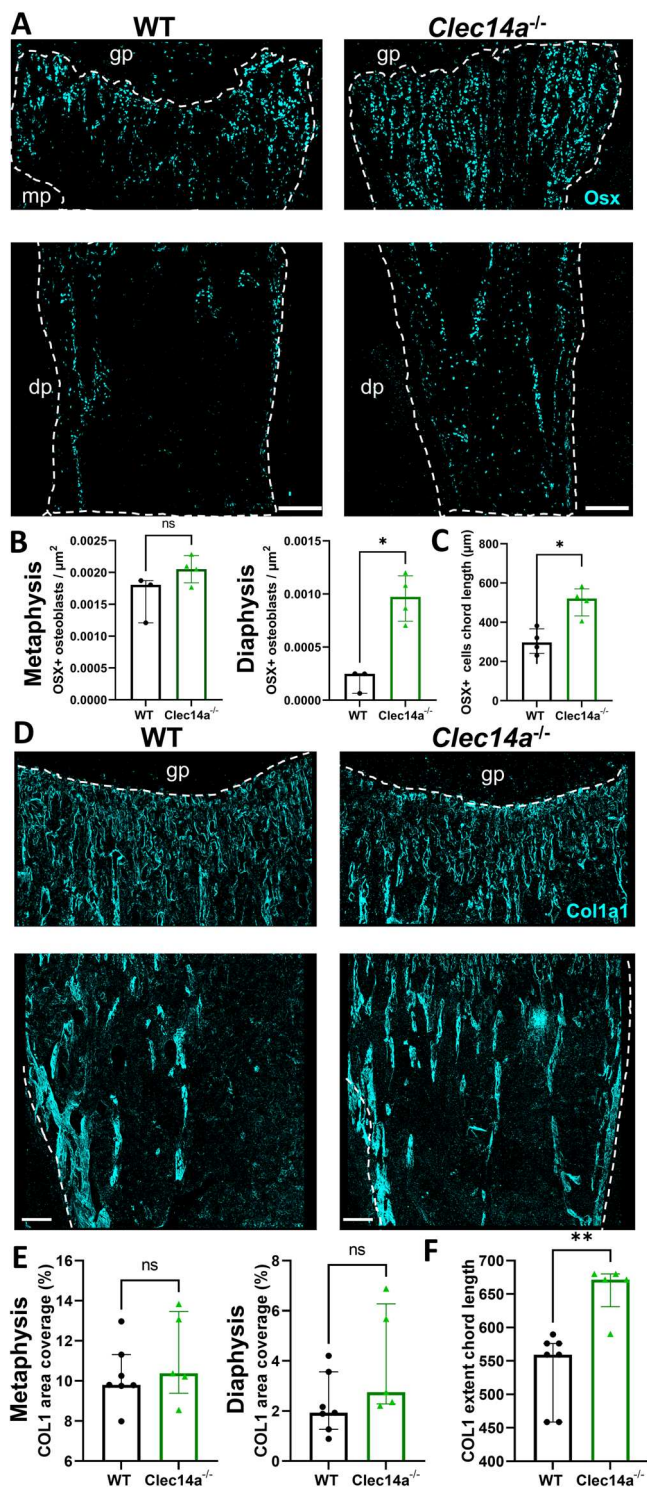 A
WT
Clec14a-/-
gp
gp
mp
Osx
dp
dp
B
Metaphysis
OSX+ osteoblasts / µm²
0.0025
0.0020
0.0015
0.0010
0.0005
0.0000
ns
WT
Clec14a-/-
Diaphysis
OSX+ osteoblasts / µm²
0.0015
0.0010
0.0005
0.0000
*
WT
Clec14a-/-
C
OSX+ cells chord length (µm)
800
600
400
200
0
*
WT
Clec14a-/-
D
WT
Clec14a-/-
gp
gp
Col1a1
E
Metaphysis
COL1 area coverage (%)
16
14
12
10
8
6
ns
WT
Clec14a-/-
Diaphysis
COL1 area coverage (%)
8
6
4
2
0
ns
WT
Clec14a-/-
F
COL1 extent chord length
700
650
600
550
500
450
400
**
WT
Clec14a-/-